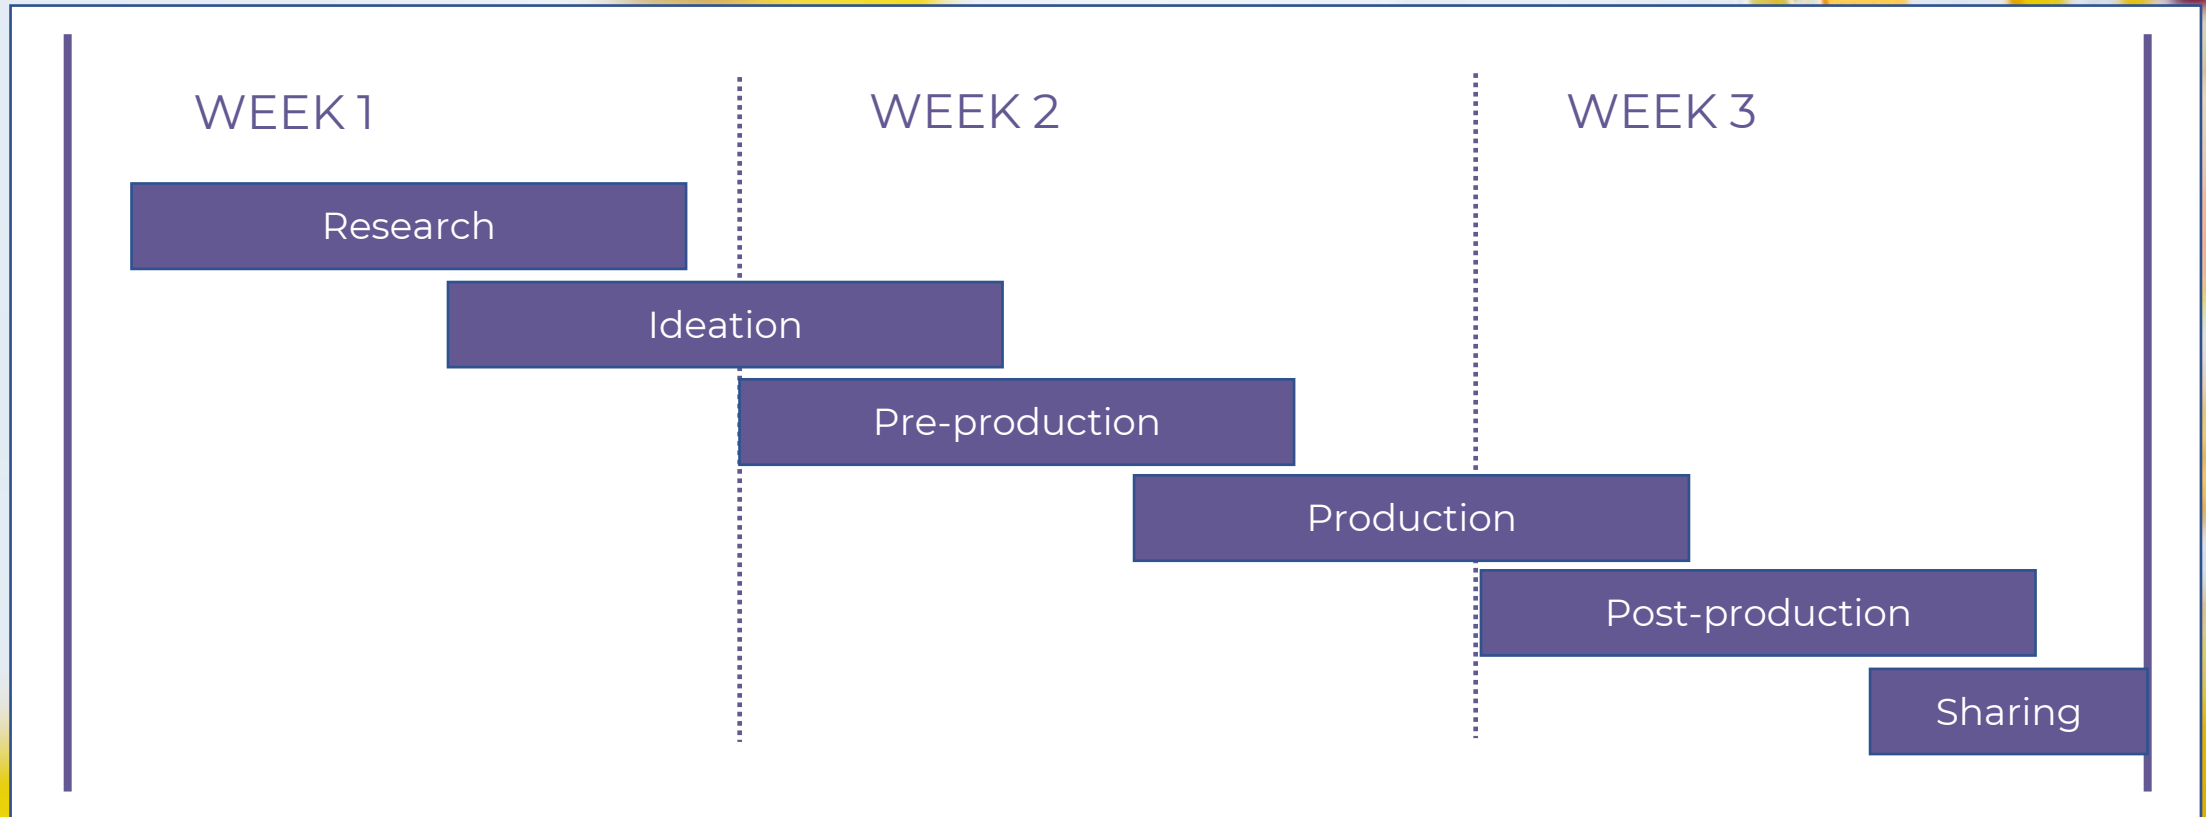 WEEK 1
WEEK 2
WEEK 3
Research
Ideation
Pre-production
Production
Post-production
Sharing